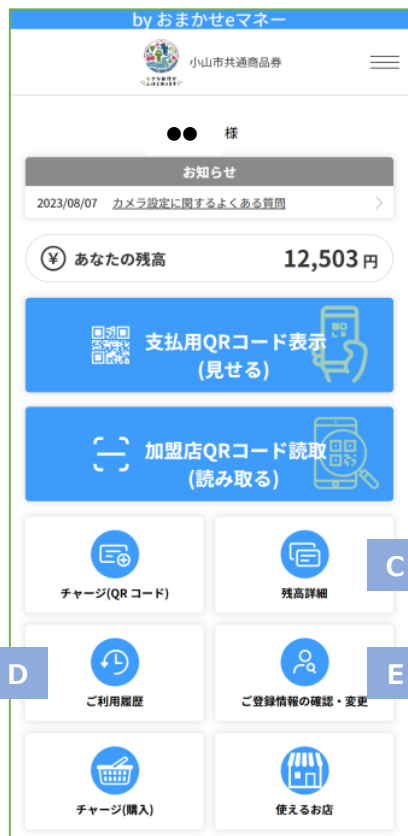 by おまかせeマネー
小山市共通商品券
●● 様
お知らせ
2023/08/07 カメラ設定に関するよくある質問
あなたの残高 12,503 円
支払用QRコード表示
(見せる)
加盟店QRコード読取
(読み取る)
C
チャージ(QRコード) 残高詳細
D E
ご利用履歴 ご登録情報の確認・変更
チャージ(購入) 使えるお店